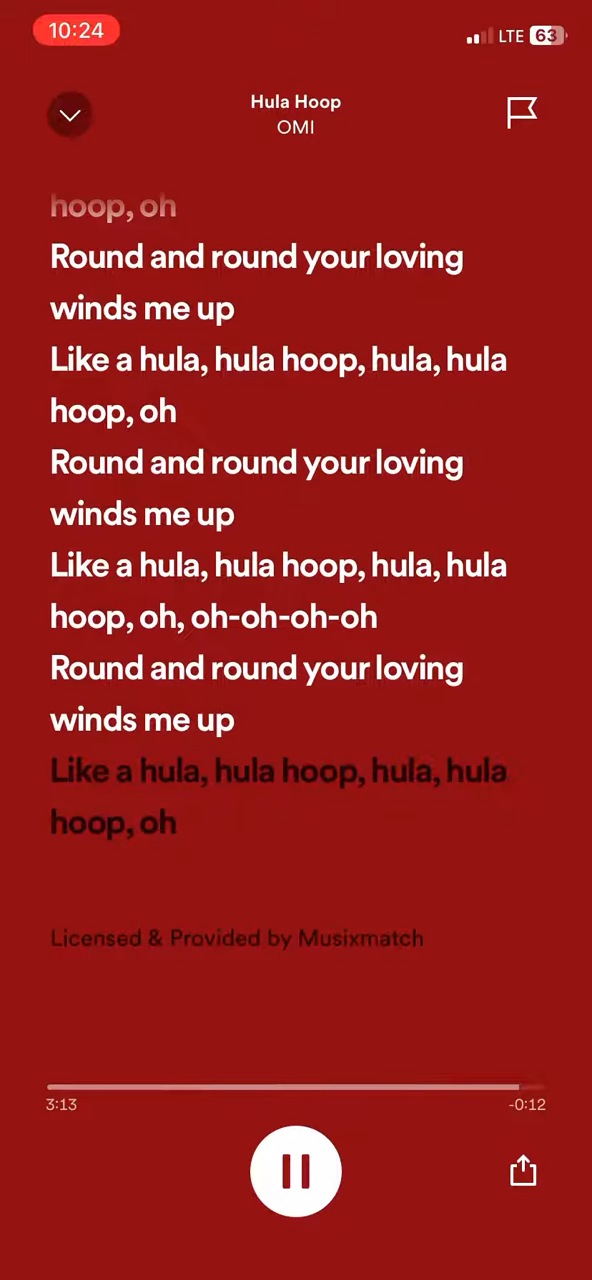 10:24
LTE 63
Hula Hoop
OMI
hoop, oh
Round and round your loving
winds me up
Like a hula, hula hoop, hula, hula
hoop, oh
Round and round your loving
winds me up
Like a hula, hula hoop, hula, hula
hoop, oh, oh-oh-oh-oh
Round and round your loving
winds me up
Like a hula, hula hoop, hula, hula
hoop, oh
Licensed & Provided by Musixmatch
3:13
-0:12